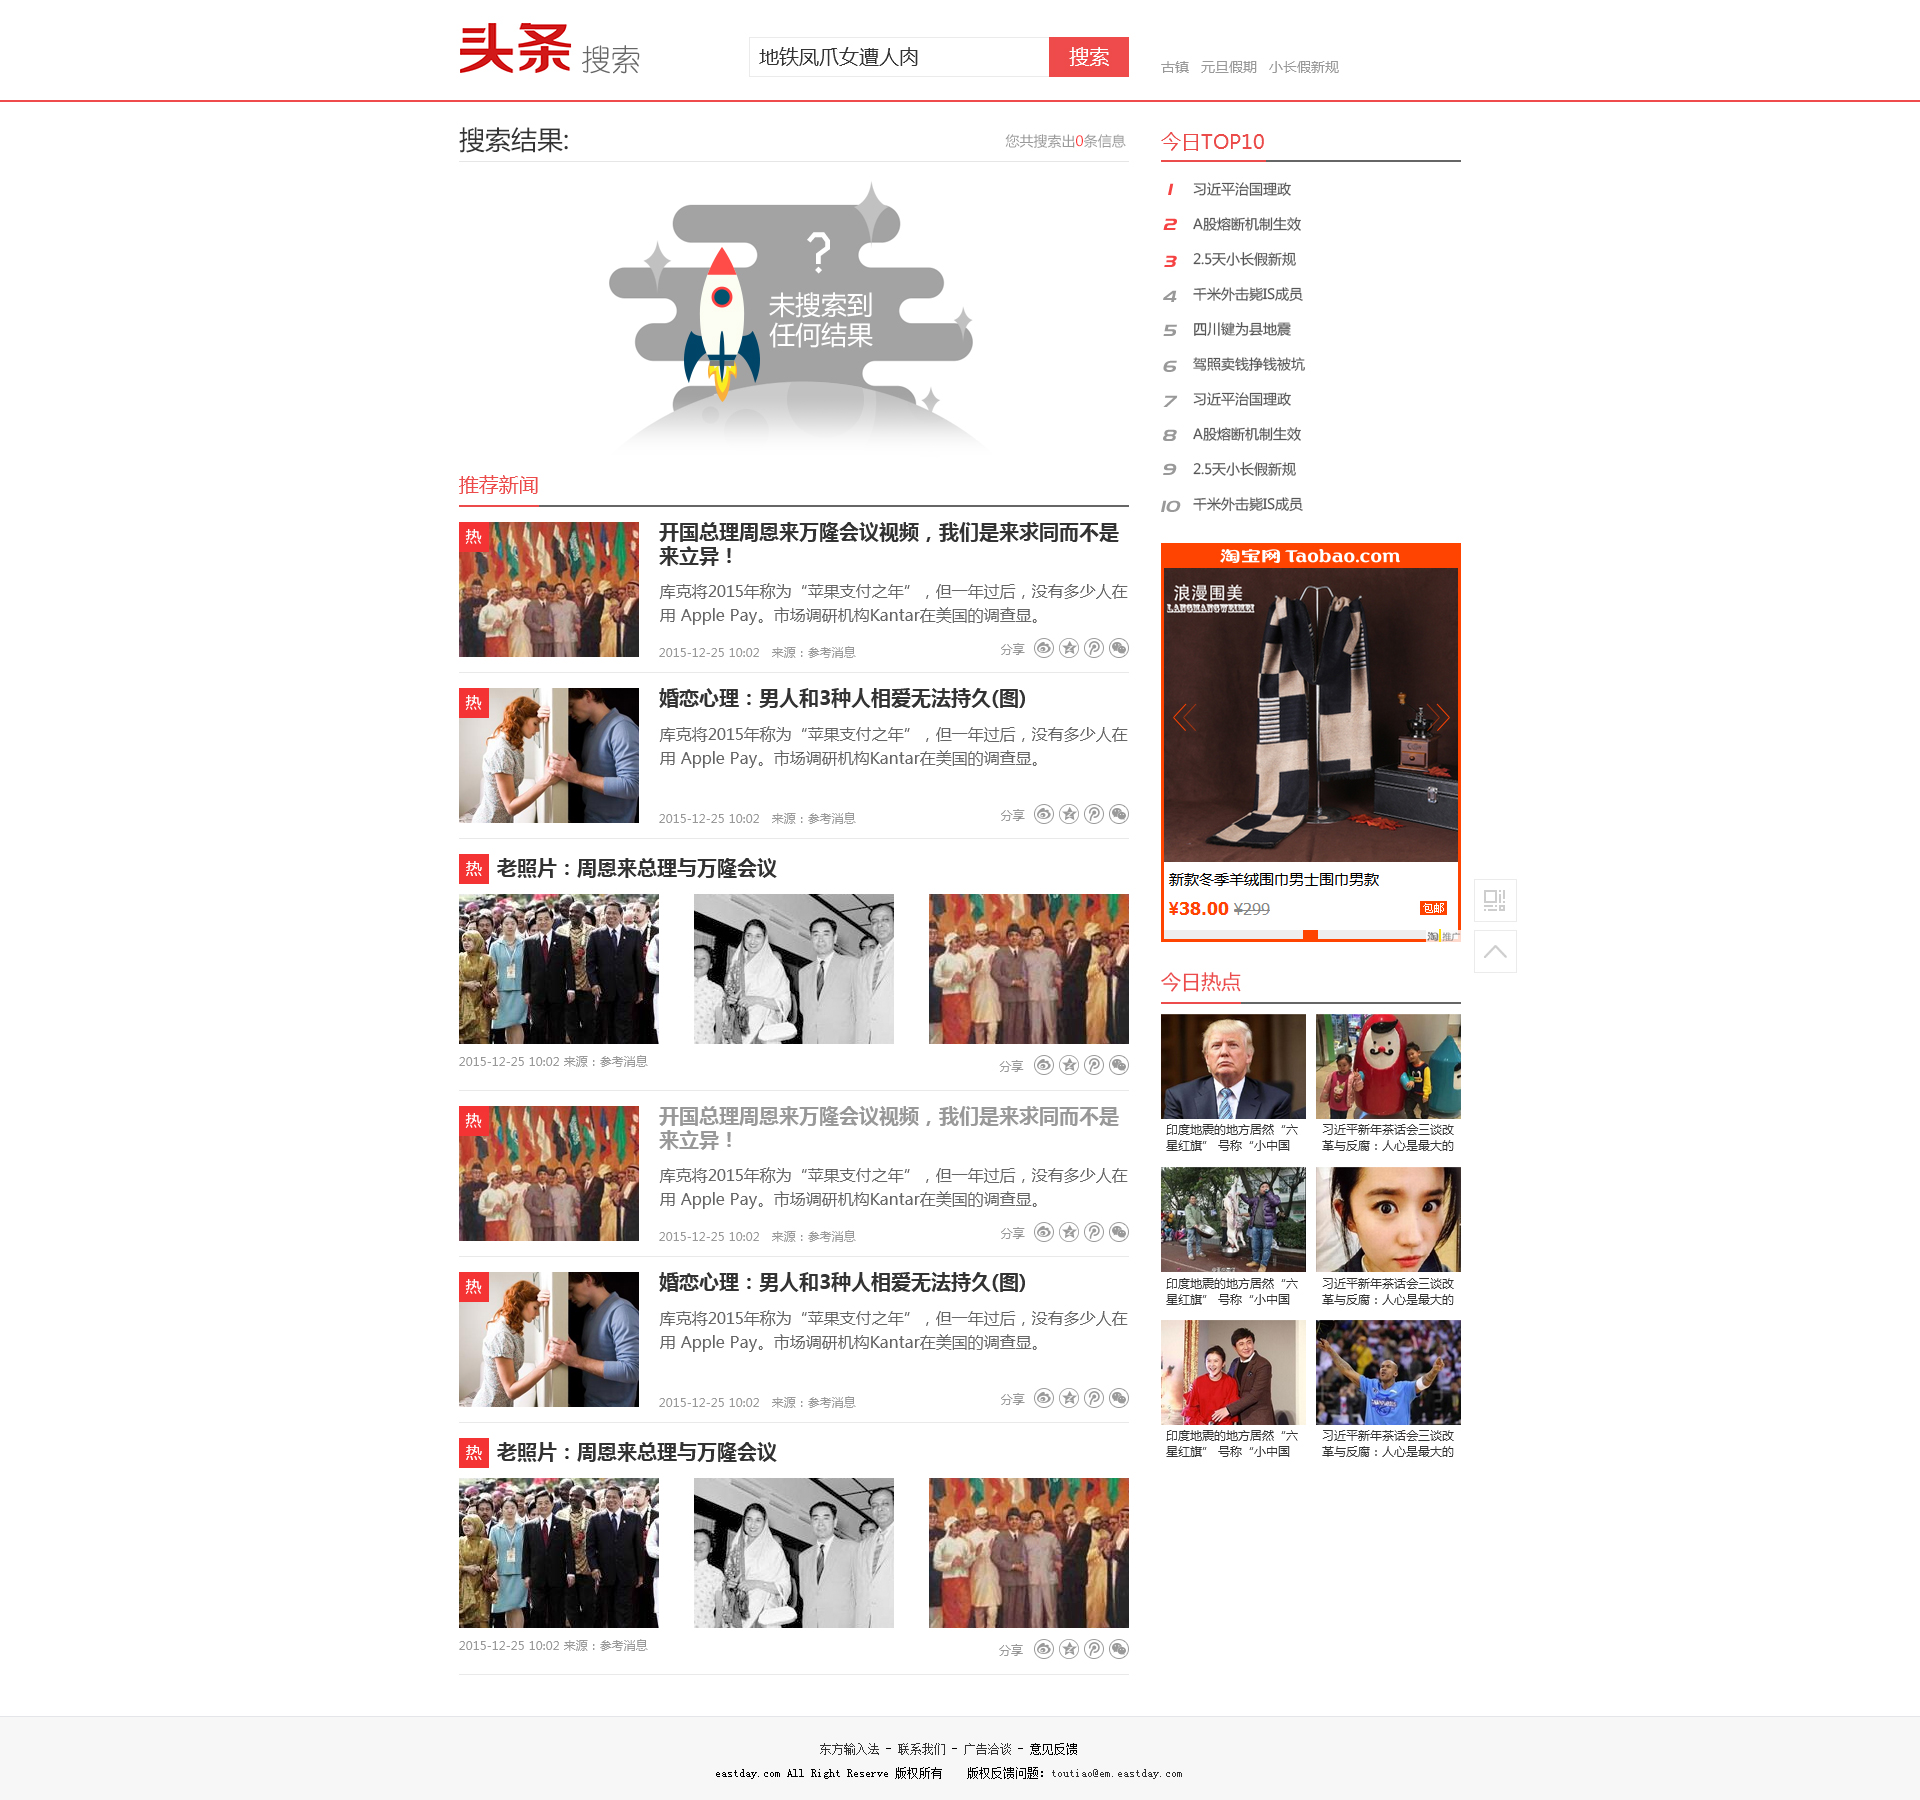 头条 搜索
地铁凤爪女遭人肉
搜索
古镇 元旦假期 小长假新规
搜索结果:
您共搜索出0条信息
?
未搜索到
任何结果
推荐新闻
热
开国总理周恩来万隆会议视频，我们是来求同而不是
来立异！
库克将2015年称为“苹果支付之年”，但一年过后，没有多少人在
用 Apple Pay。市场调研机构Kantar在美国的调查显。
2015-12-25 10:02 来源：参考消息
分享
热
婚恋心理：男人和3种人相爱无法持久(图)
库克将2015年称为“苹果支付之年”，但一年过后，没有多少人在
用 Apple Pay。市场调研机构Kantar在美国的调查显。
2015-12-25 10:02 来源：参考消息
分享
热 老照片：周恩来总理与万隆会议
2015-12-25 10:02 来源：参考消息
分享
热
开国总理周恩来万隆会议视频，我们是来求同而不是
来立异！
库克将2015年称为“苹果支付之年”，但一年过后，没有多少人在
用 Apple Pay。市场调研机构Kantar在美国的调查显。
2015-12-25 10:02 来源：参考消息
分享
热
婚恋心理：男人和3种人相爱无法持久(图)
库克将2015年称为“苹果支付之年”，但一年过后，没有多少人在
用 Apple Pay。市场调研机构Kantar在美国的调查显。
2015-12-25 10:02 来源：参考消息
分享
热 老照片：周恩来总理与万隆会议
2015-12-25 10:02 来源：参考消息
分享
今日TOP10
1 习近平治国理政
2 A股熔断机制生效
3 2.5天小长假新规
4 千米外击毙IS成员
5 四川键为县地震
6 驾照卖钱挣钱被坑
7 习近平治国理政
8 A股熔断机制生效
9 2.5天小长假新规
10 千米外击毙IS成员
淘宝网 Taobao.com
浪漫围美
LANGMANGWEIMEI
新款冬季羊绒围巾男士围巾男款
¥38.00 ¥299
包邮
淘 推广
今日热点
印度地震的地方居然“六
星红旗” 号称“小中国
习近平新年茶话会三谈改
革与反腐：人心是最大的
印度地震的地方居然“六
星红旗” 号称“小中国
习近平新年茶话会三谈改
革与反腐：人心是最大的
印度地震的地方居然“六
星红旗” 号称“小中国
习近平新年茶话会三谈改
革与反腐：人心是最大的
东方输入法 - 联系我们 - 广告洽谈 - 意见反馈
eastday.com All Right Reserve 版权所有 版权反馈问题: toutiao@em.eastday.com